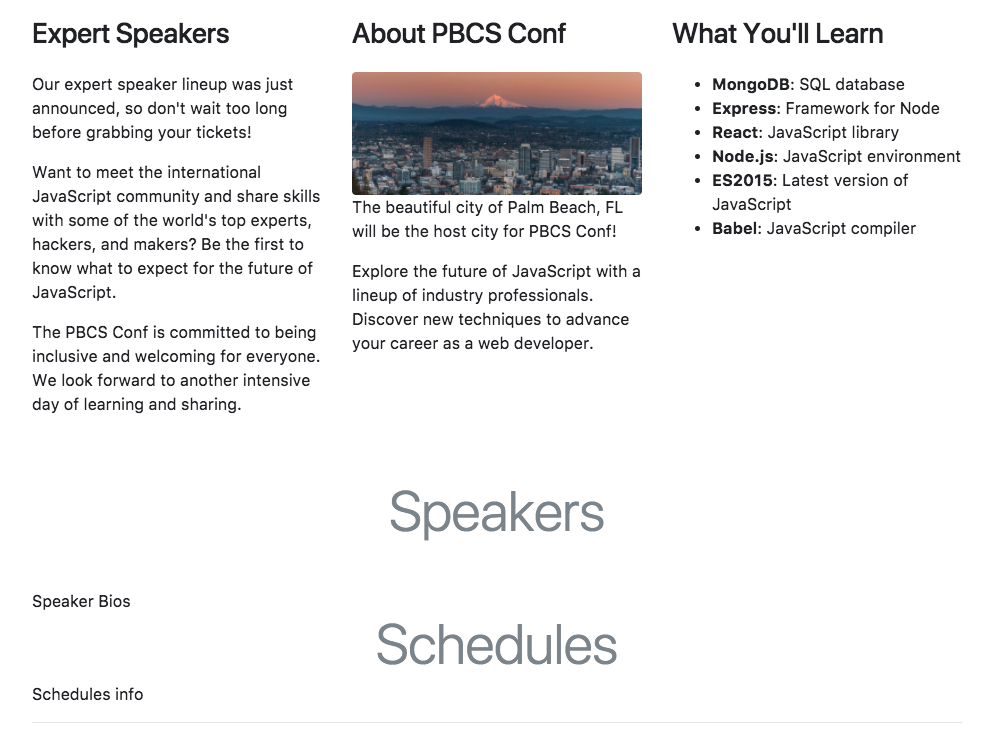 Expert Speakers
Our expert speaker lineup was just
announced, so don't wait too long
before grabbing your tickets!
Want to meet the international
JavaScript community and share skills
with some of the world's top experts,
hackers, and makers? Be the first to
know what to expect for the future of
JavaScript.
The PBCS Conf is committed to being
inclusive and welcoming for everyone.
We look forward to another intensive
day of learning and sharing.
About PBCS Conf
The beautiful city of Palm Beach, FL
will be the host city for PBCS Conf!
Explore the future of JavaScript with a
lineup of industry professionals.
Discover new techniques to advance
your career as a web developer.
What You'll Learn
• MongoDB: SQL database
• Express: Framework for Node
• React: JavaScript library
• Node.js: JavaScript environment
• ES2015: Latest version of
JavaScript
• Babel: JavaScript compiler
Speakers
Speaker Bios
Schedules
Schedules info